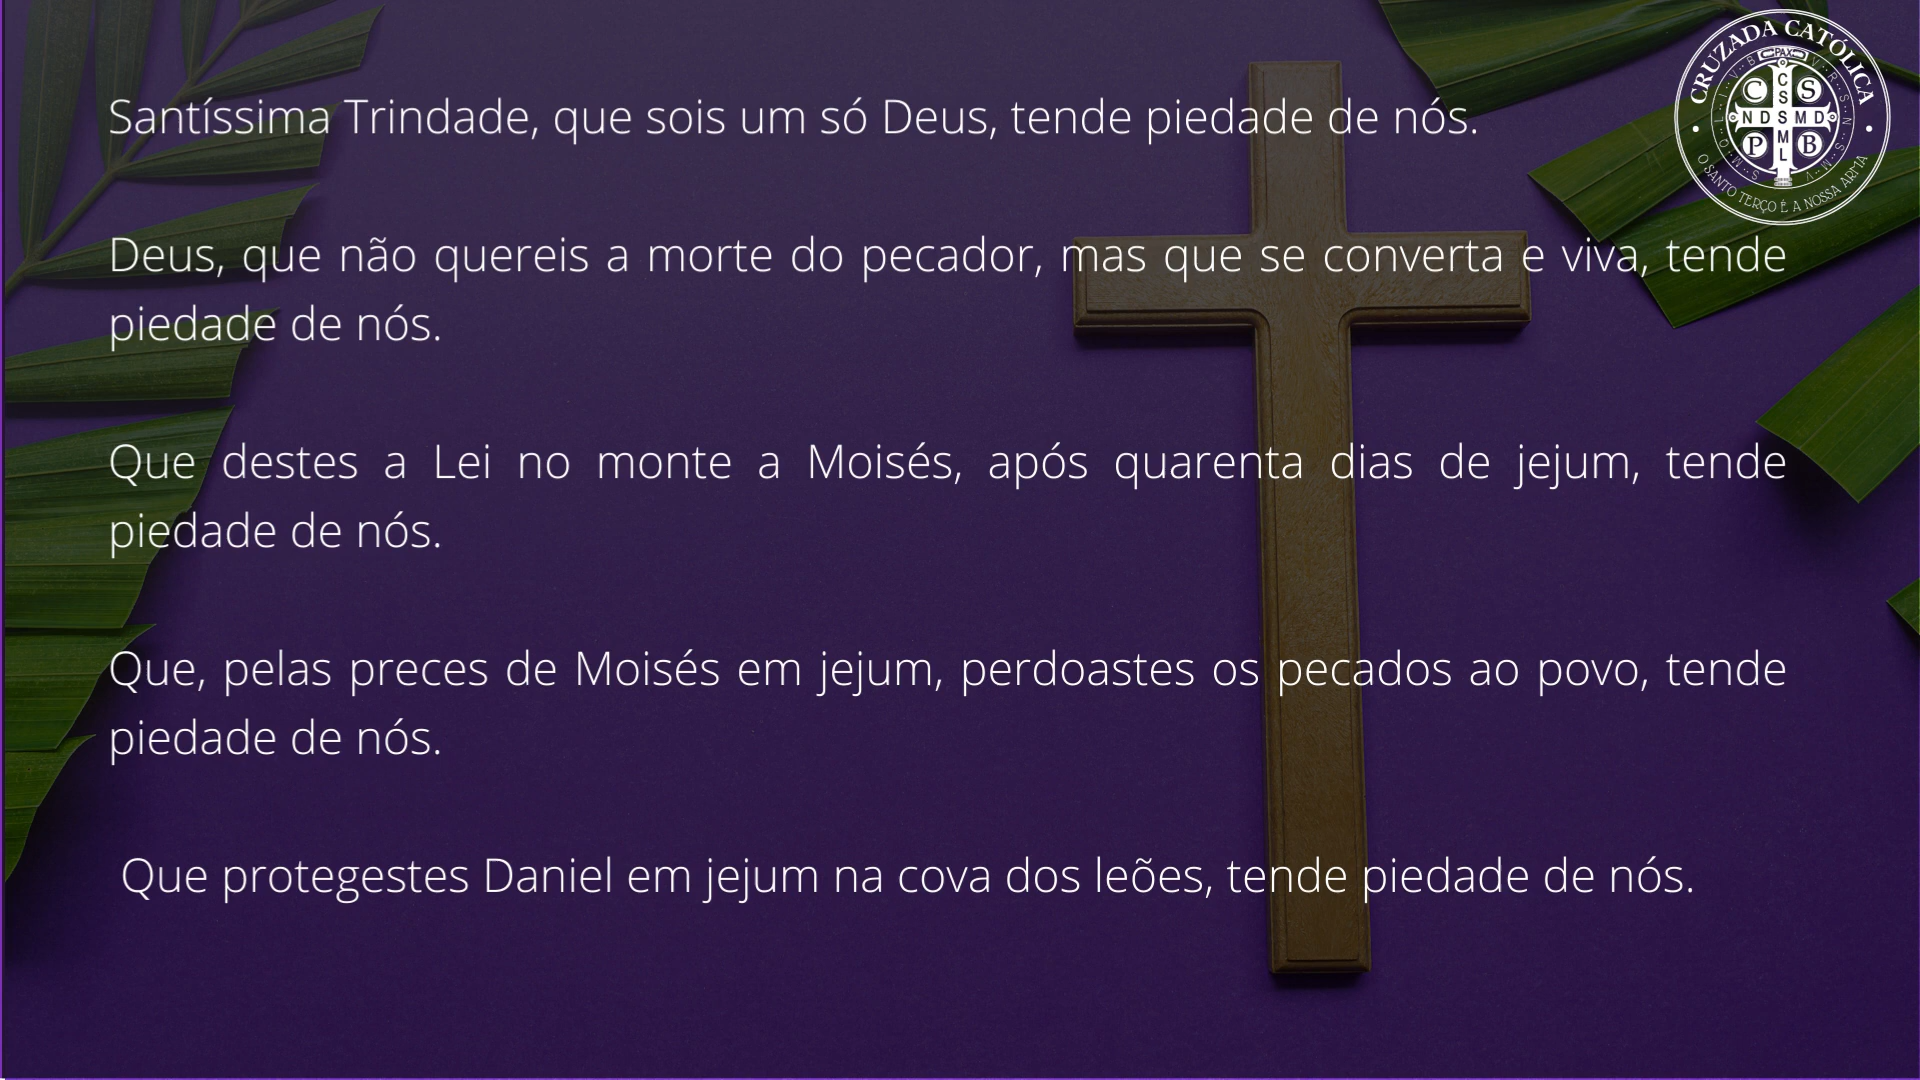 Santíssima Trindade, que sois um só Deus, tende piedade de nós.
Deus, que não quereis a morte do pecador, mas que se converta e viva, tende
piedade de nós.
Que destes a Lei no monte a Moisés, após quarenta dias de jejum, tende
piedade de nós.
Que, pelas preces de Moisés em jejum, perdoastes os pecados ao povo, tende
piedade de nós.
Que protegestes Daniel em jejum na cova dos leões, tende piedade de nós.
CRUZADA CATÓLICA
PAX
C S
C S S M L
N D S M D
P B
O SANTO TERÇO É A NOSSA ARMA